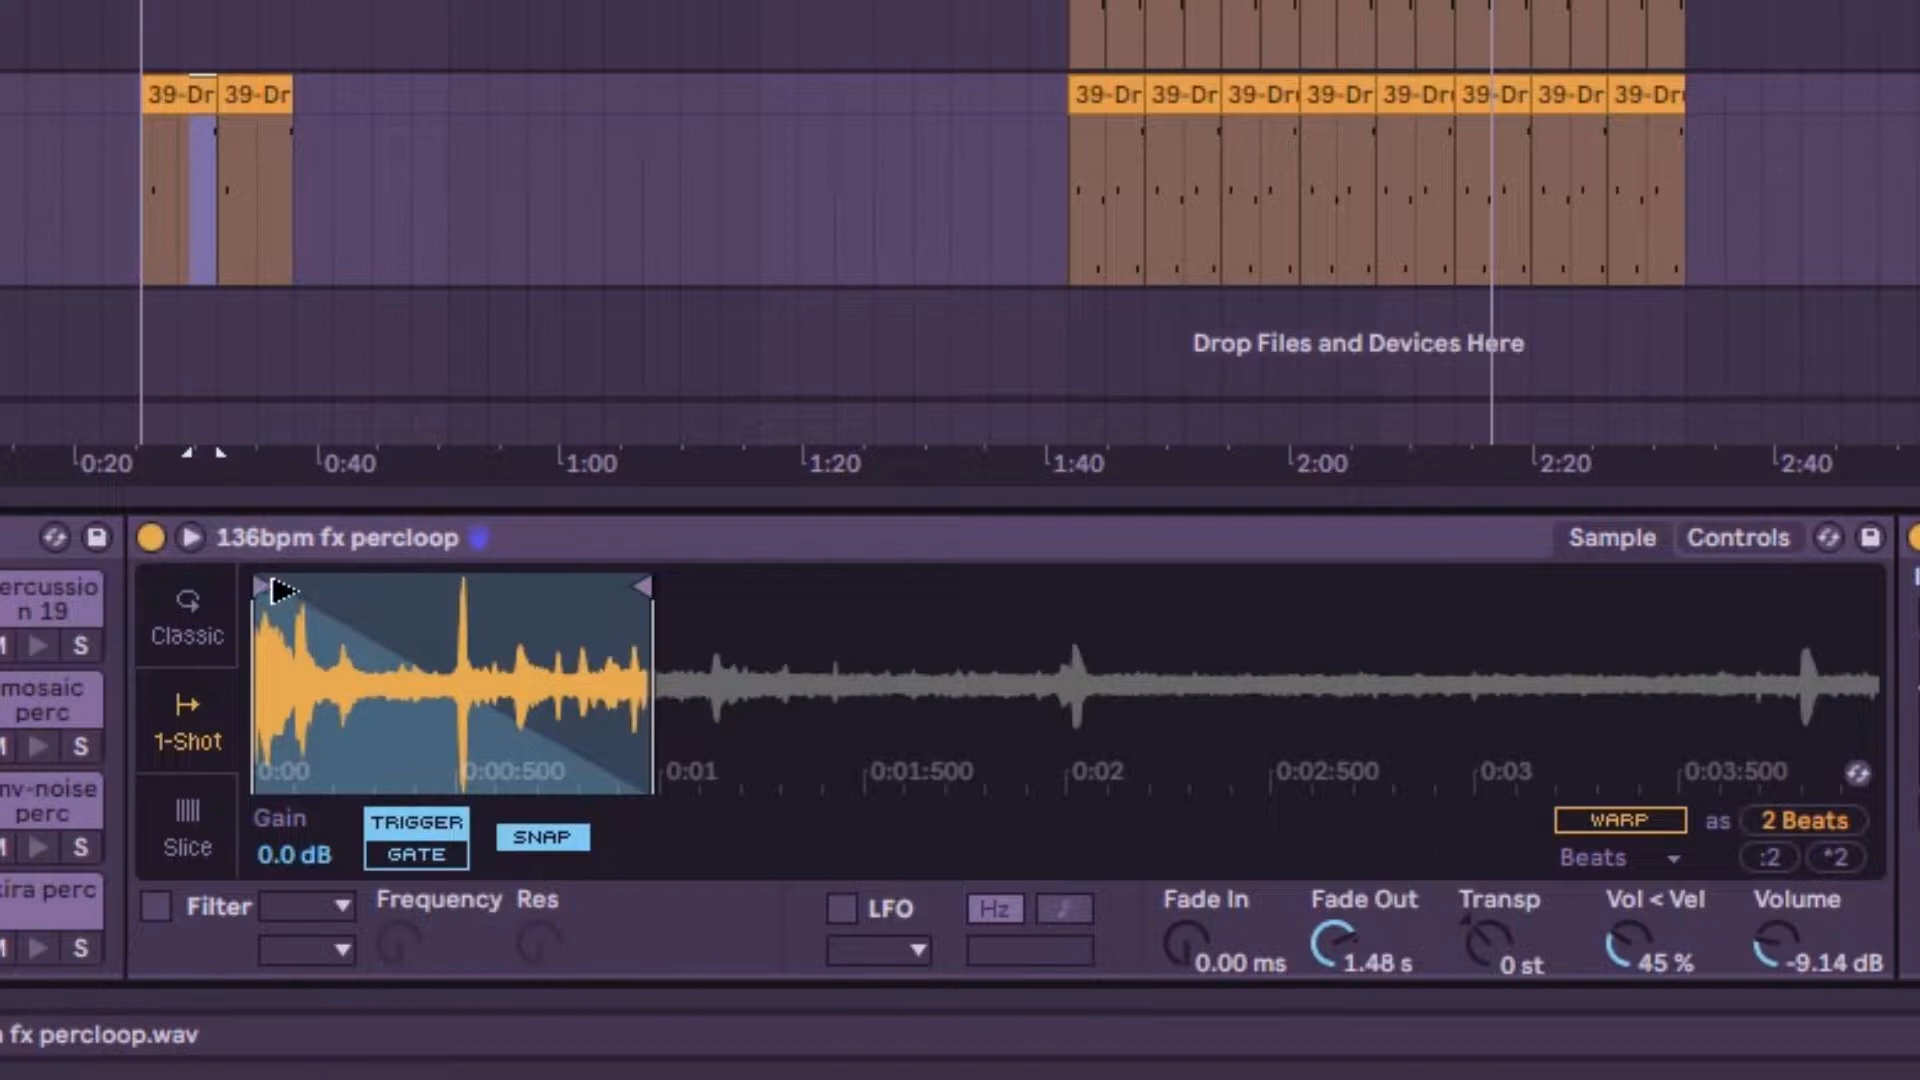 39-Dr 39-Dr 39-Dr 39-Dr 39-Dr 39-Dr 39-Dr 39-Dr 39-Dr 39-Dr
Drop Files and Devices Here
0:20 0:40 1:00 1:20 1:40 2:00 2:20 2:40
136bpm fx percloop Sample Controls
ercussio
n 19
S
mosaic
perc
S
nv-noise
perc
S
kira perc
S
Classic
1-Shot
Slice
0:00 0:00:500 0:01 0:01:500 0:02 0:02:500 0:03 0:03:500
Gain
0.0 dB
TRIGGER
GATE
SNAP
WARP as 2 Beats
Beats :2 *2
Filter Frequency Res LFO Hz Fade In Fade Out Transp Vol < Vel Volume
0.00 ms 1.48 s 0 st 45 % -9.14 dB
fx percloop.wav